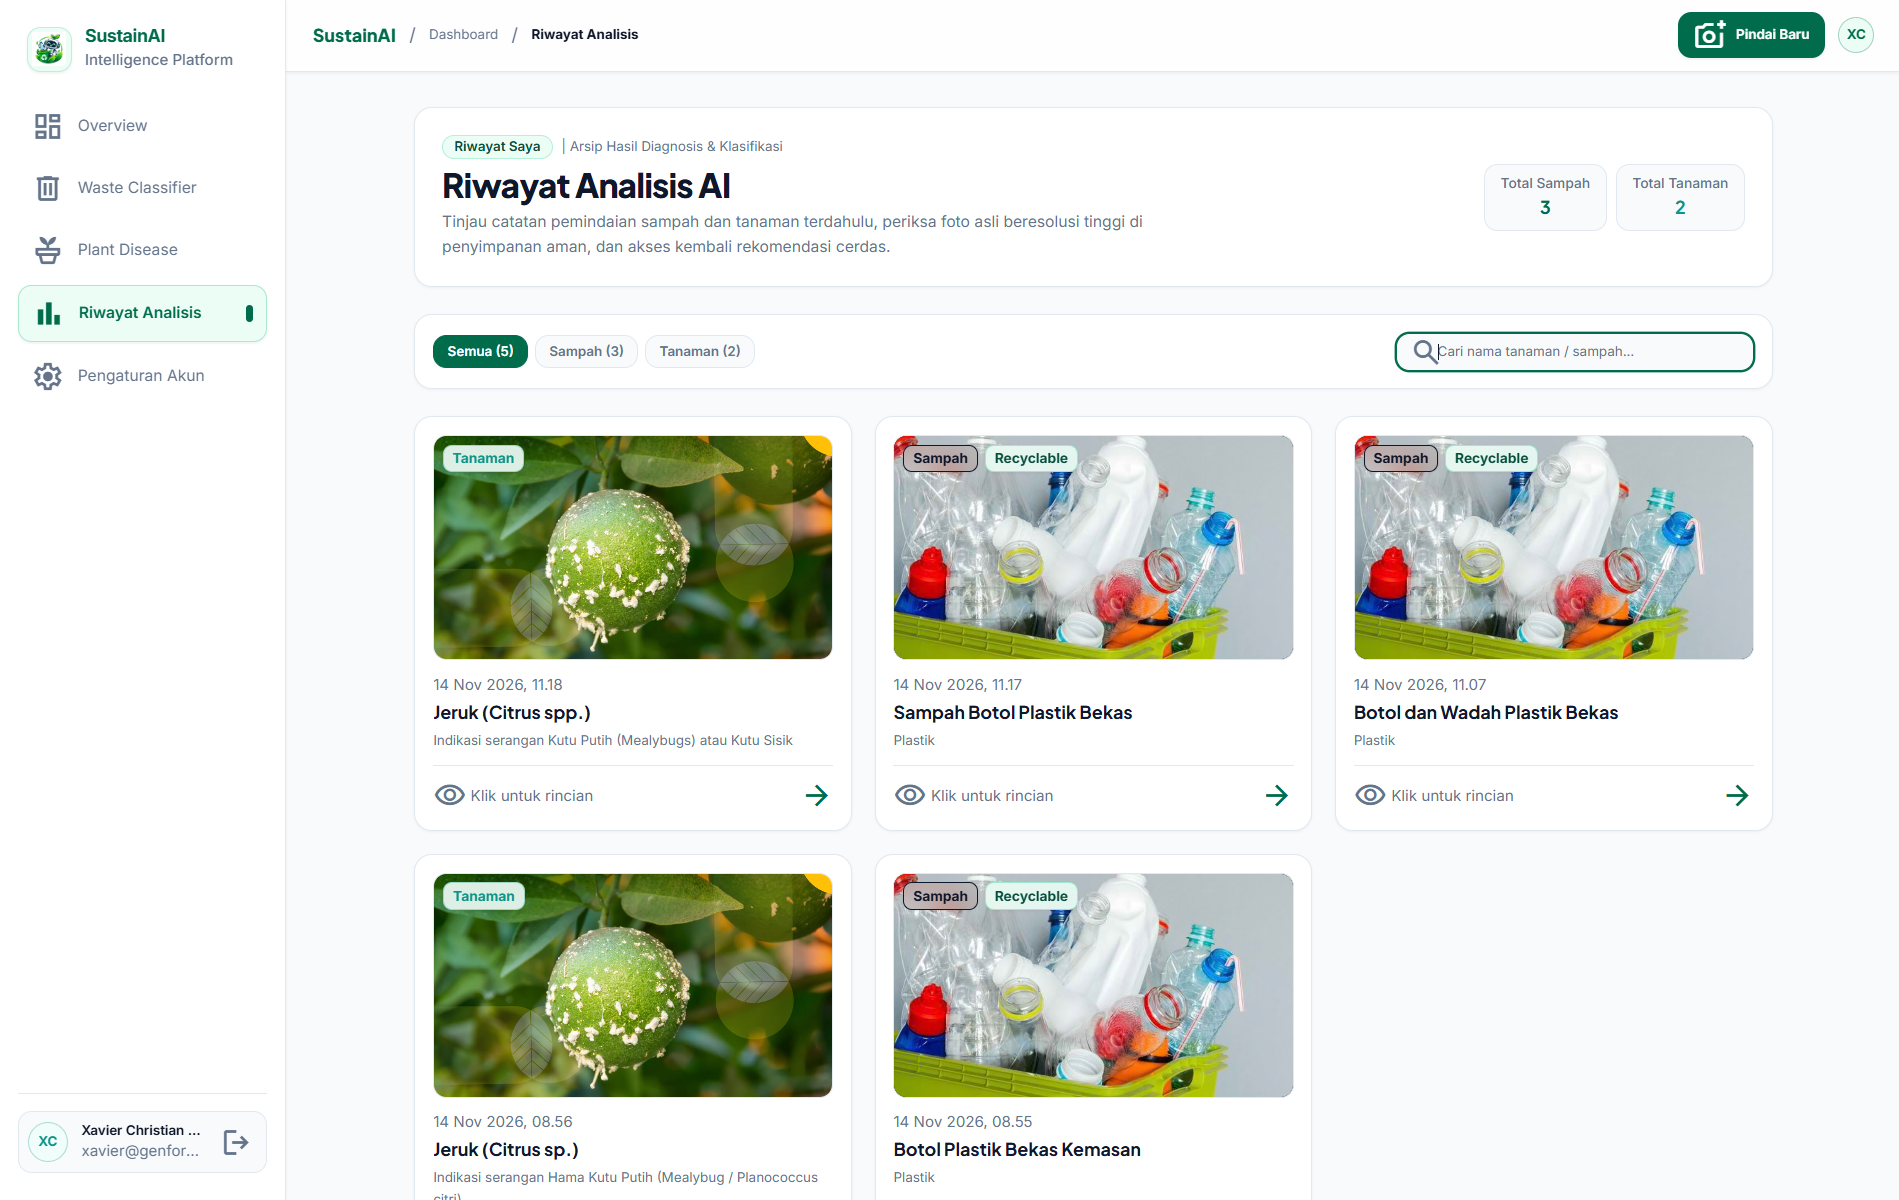 SustainAI
Intelligence Platform
Overview
Waste Classifier
Plant Disease
Riwayat Analisis
Pengaturan Akun
XC
Xavier Christian ...
xavier@genfor...
SustainAI / Dashboard / Riwayat Analisis
Pindai Baru
XC
Riwayat Saya | Arsip Hasil Diagnosis & Klasifikasi
Riwayat Analisis AI
Tinjau catatan pemindaian sampah dan tanaman terdahulu, periksa foto asli beresolusi tinggi di
penyimpanan aman, dan akses kembali rekomendasi cerdas.
Total Sampah
3
Total Tanaman
2
Semua (5)
Sampah (3)
Tanaman (2)
Cari nama tanaman / sampah...
Tanaman
14 Nov 2026, 11.18
Jeruk (Citrus spp.)
Indikasi serangan Kutu Putih (Mealybugs) atau Kutu Sisik
Klik untuk rincian
Sampah
Recyclable
14 Nov 2026, 11.17
Sampah Botol Plastik Bekas
Plastik
Klik untuk rincian
Sampah
Recyclable
14 Nov 2026, 11.07
Botol dan Wadah Plastik Bekas
Plastik
Klik untuk rincian
Tanaman
14 Nov 2026, 08.56
Jeruk (Citrus sp.)
Indikasi serangan Hama Kutu Putih (Mealybug / Planococcus
citri)
Sampah
Recyclable
14 Nov 2026, 08.55
Botol Plastik Bekas Kemasan
Plastik